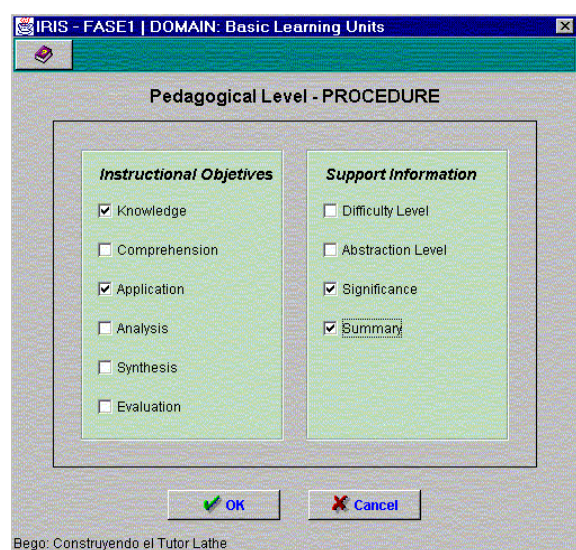 IRIS - FASE1 | DOMAIN: Basic Learning Units
Pedagogical Level - PROCEDURE
Instructional Objetives
Knowledge
Comprehension
Application
Analysis
Synthesis
Evaluation
Support Information
Difficulty Level
Abstraction Level
Significance
Summary
OK
Cancel
Bego: Construyendo el Tutor Lathe